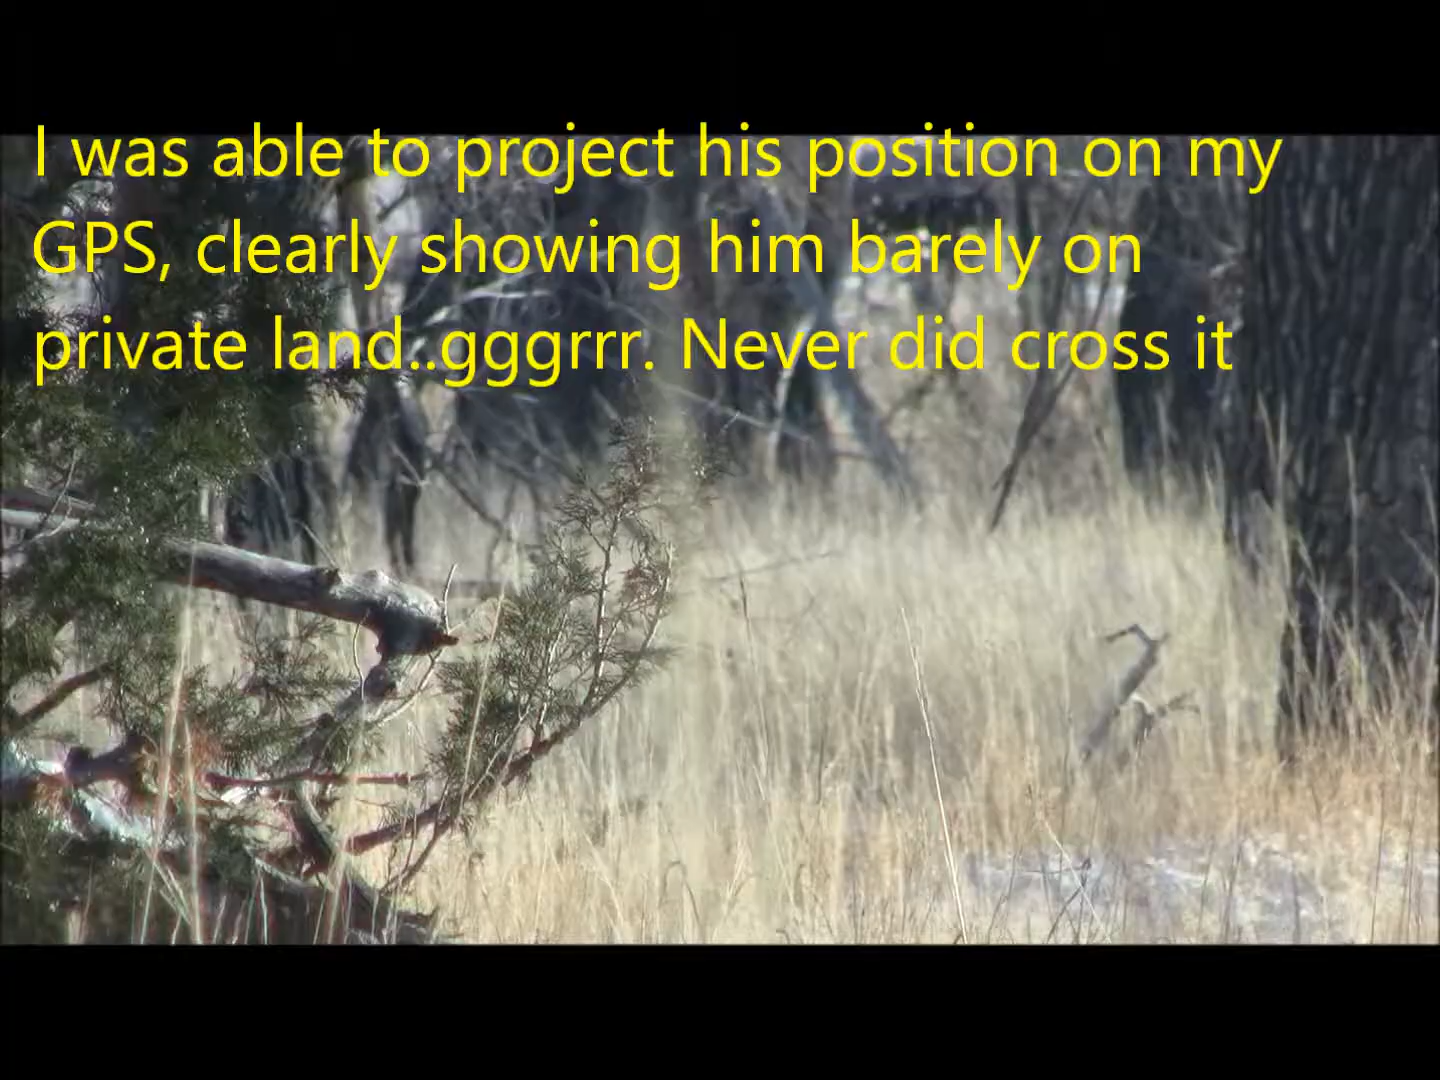 I was able to project his position on my
GPS, clearly showing him barely on
private land..gggrrr. Never did cross it